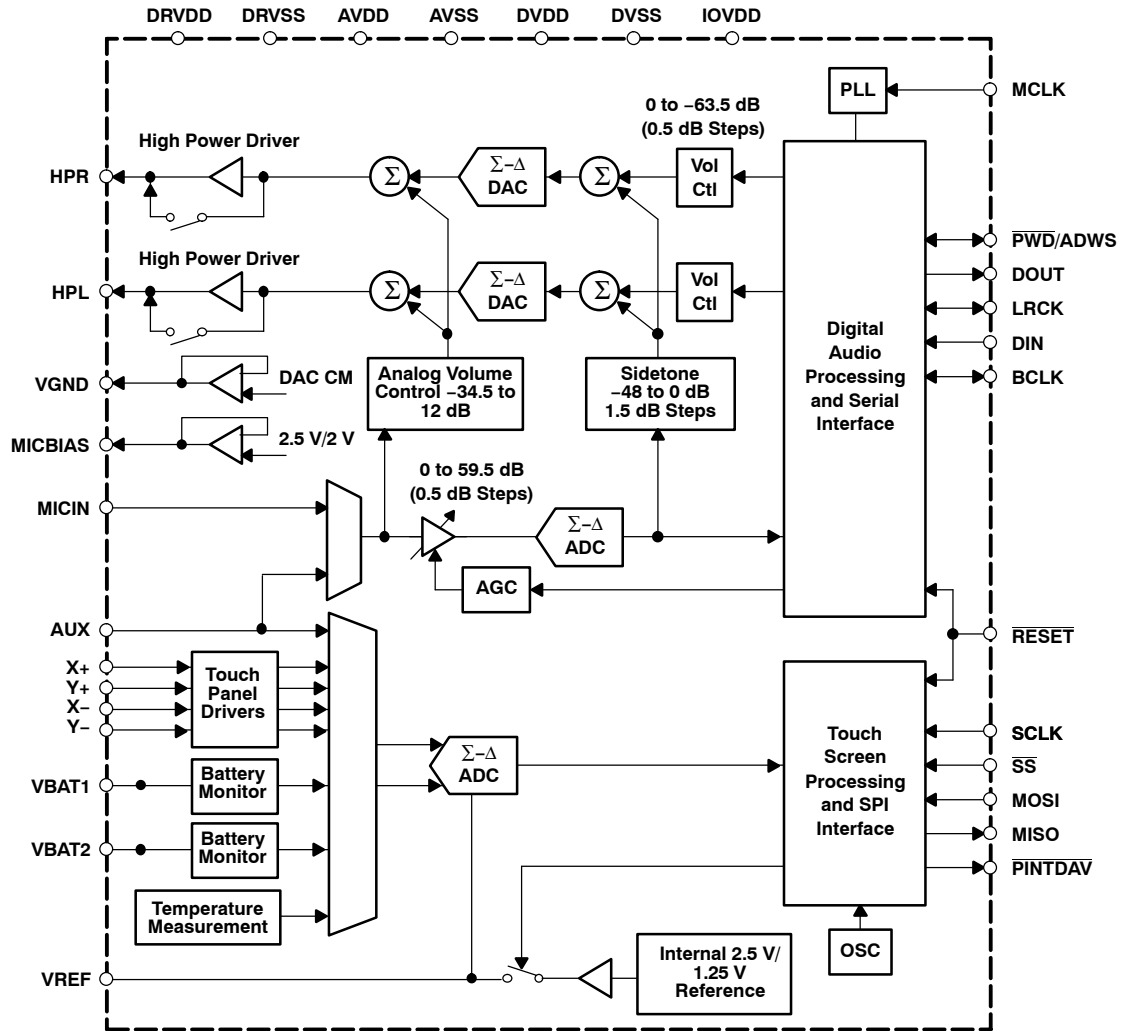 DRVDD DRVSS AVDD AVSS DVDD DVSS IOVDD
PLL
MCLK
0 to −63.5 dB
(0.5 dB Steps)
High Power Driver
HPR
Σ
Σ−Δ
DAC
Σ
Vol
Ctl
PWD/ADWS
DOUT
LRCK
DIN
BCLK
High Power Driver
HPL
Σ
Σ−Δ
DAC
Σ
Vol
Ctl
Digital
Audio
Processing
and Serial
Interface
VGND
DAC CM
Analog Volume
Control −34.5 to
12 dB
Sidetone
−48 to 0 dB
1.5 dB Steps
MICBIAS
2.5 V/2 V
0 to 59.5 dB
(0.5 dB Steps)
MICIN
Σ−Δ
ADC
AGC
AUX
RESET
X+
Y+
X−
Y−
Touch
Panel
Drivers
Σ−Δ
ADC
Touch
Screen
Processing
and SPI
Interface
SCLK
SS
MOSI
MISO
PINTDAV
VBAT1
Battery
Monitor
VBAT2
Battery
Monitor
Temperature
Measurement
OSC
VREF
Internal 2.5 V/
1.25 V
Reference